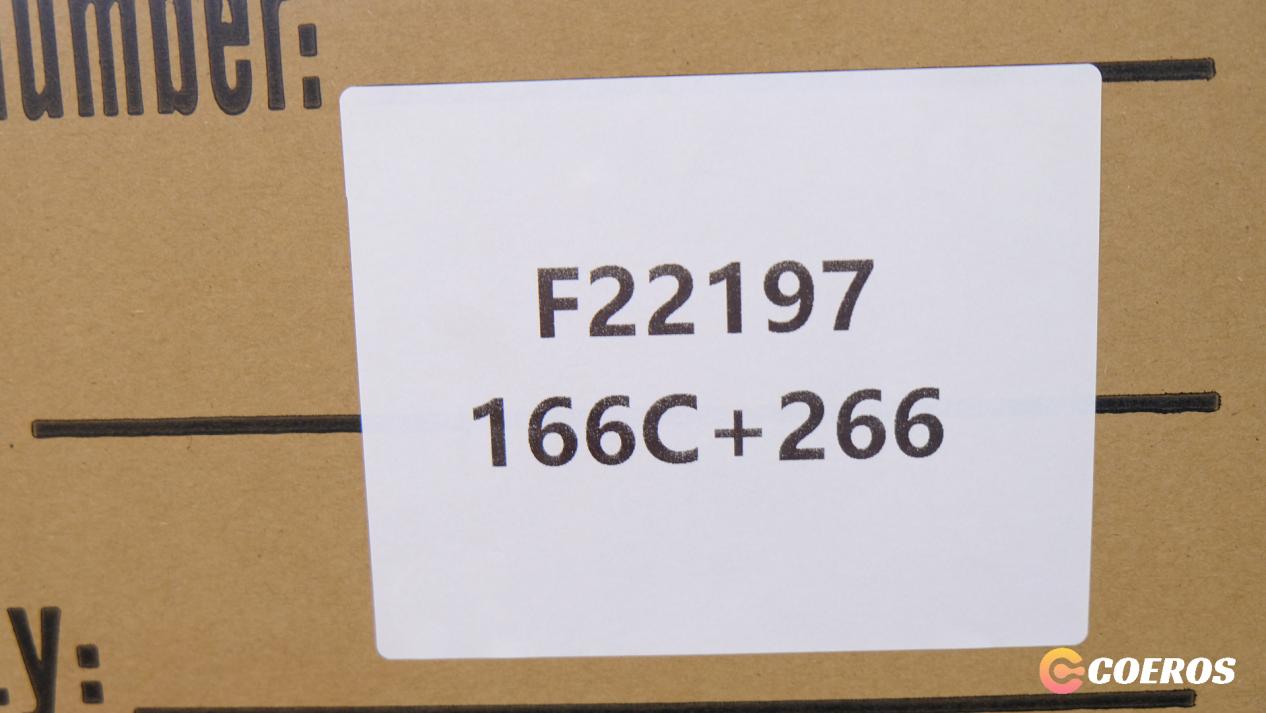 umber:
F22197
166C+266
y:
COEROS